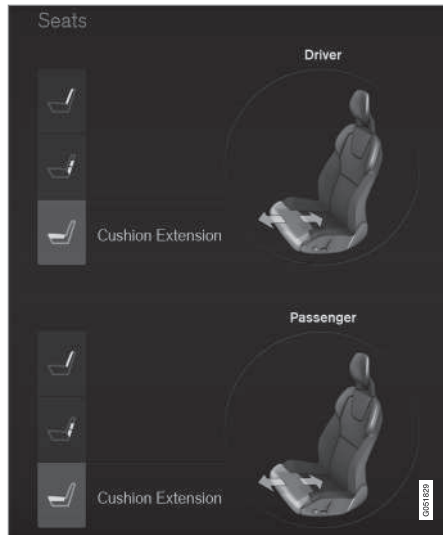 Seats
Driver
Cushion Extension
Passenger
Cushion Extension
G051829